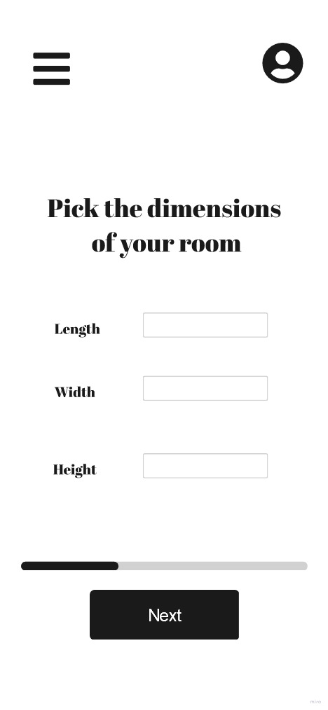 Pick the dimensions
of your room
Length
Width
Height
Next